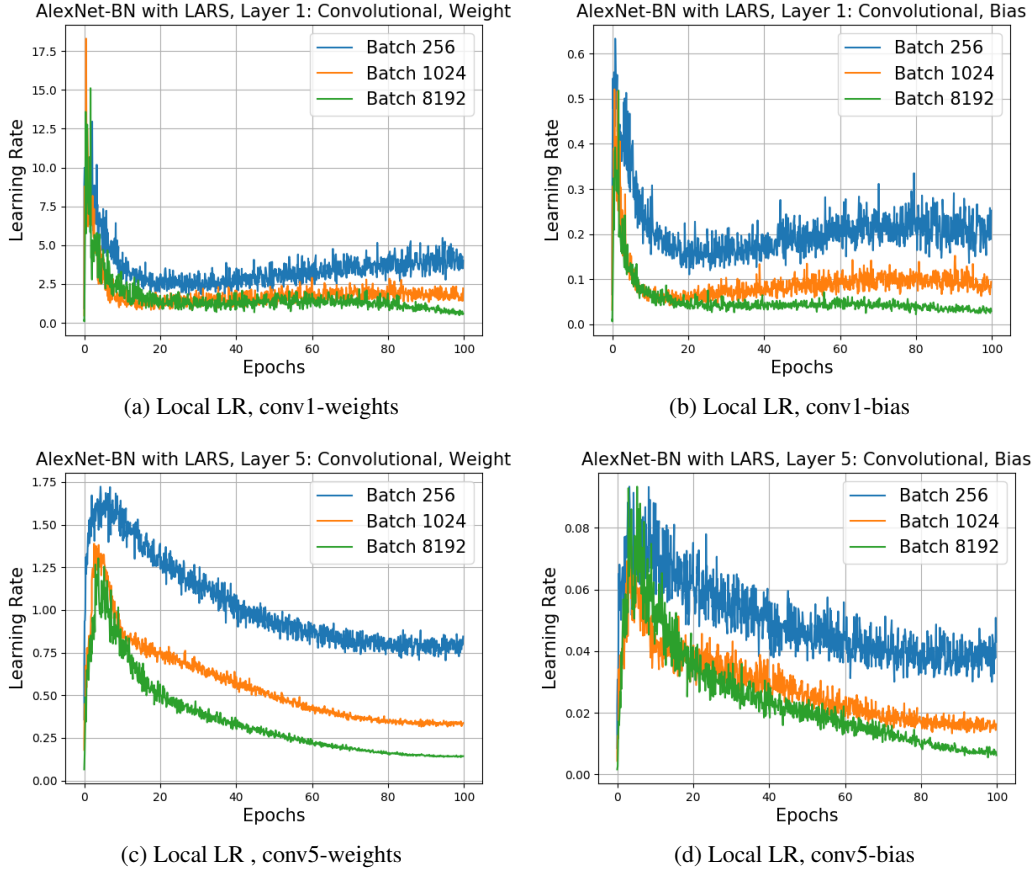 AlexNet-BN with LARS, Layer 1: Convolutional, Weight
Batch 256
Batch 1024
Batch 8192
Learning Rate
17.5
15.0
12.5
10.0
7.5
5.0
2.5
0.0
0 20 40 60 80 100
Epochs
(a) Local LR, conv1-weights
AlexNet-BN with LARS, Layer 1: Convolutional, Bias
Batch 256
Batch 1024
Batch 8192
Learning Rate
0.6
0.5
0.4
0.3
0.2
0.1
0.0
0 20 40 60 80 100
Epochs
(b) Local LR, conv1-bias
AlexNet-BN with LARS, Layer 5: Convolutional, Weight
Batch 256
Batch 1024
Batch 8192
Learning Rate
1.75
1.50
1.25
1.00
0.75
0.50
0.25
0.00
0 20 40 60 80 100
Epochs
(c) Local LR , conv5-weights
AlexNet-BN with LARS, Layer 5: Convolutional, Bias
Batch 256
Batch 1024
Batch 8192
Learning Rate
0.08
0.06
0.04
0.02
0.00
0 20 40 60 80 100
Epochs
(d) Local LR, conv5-bias